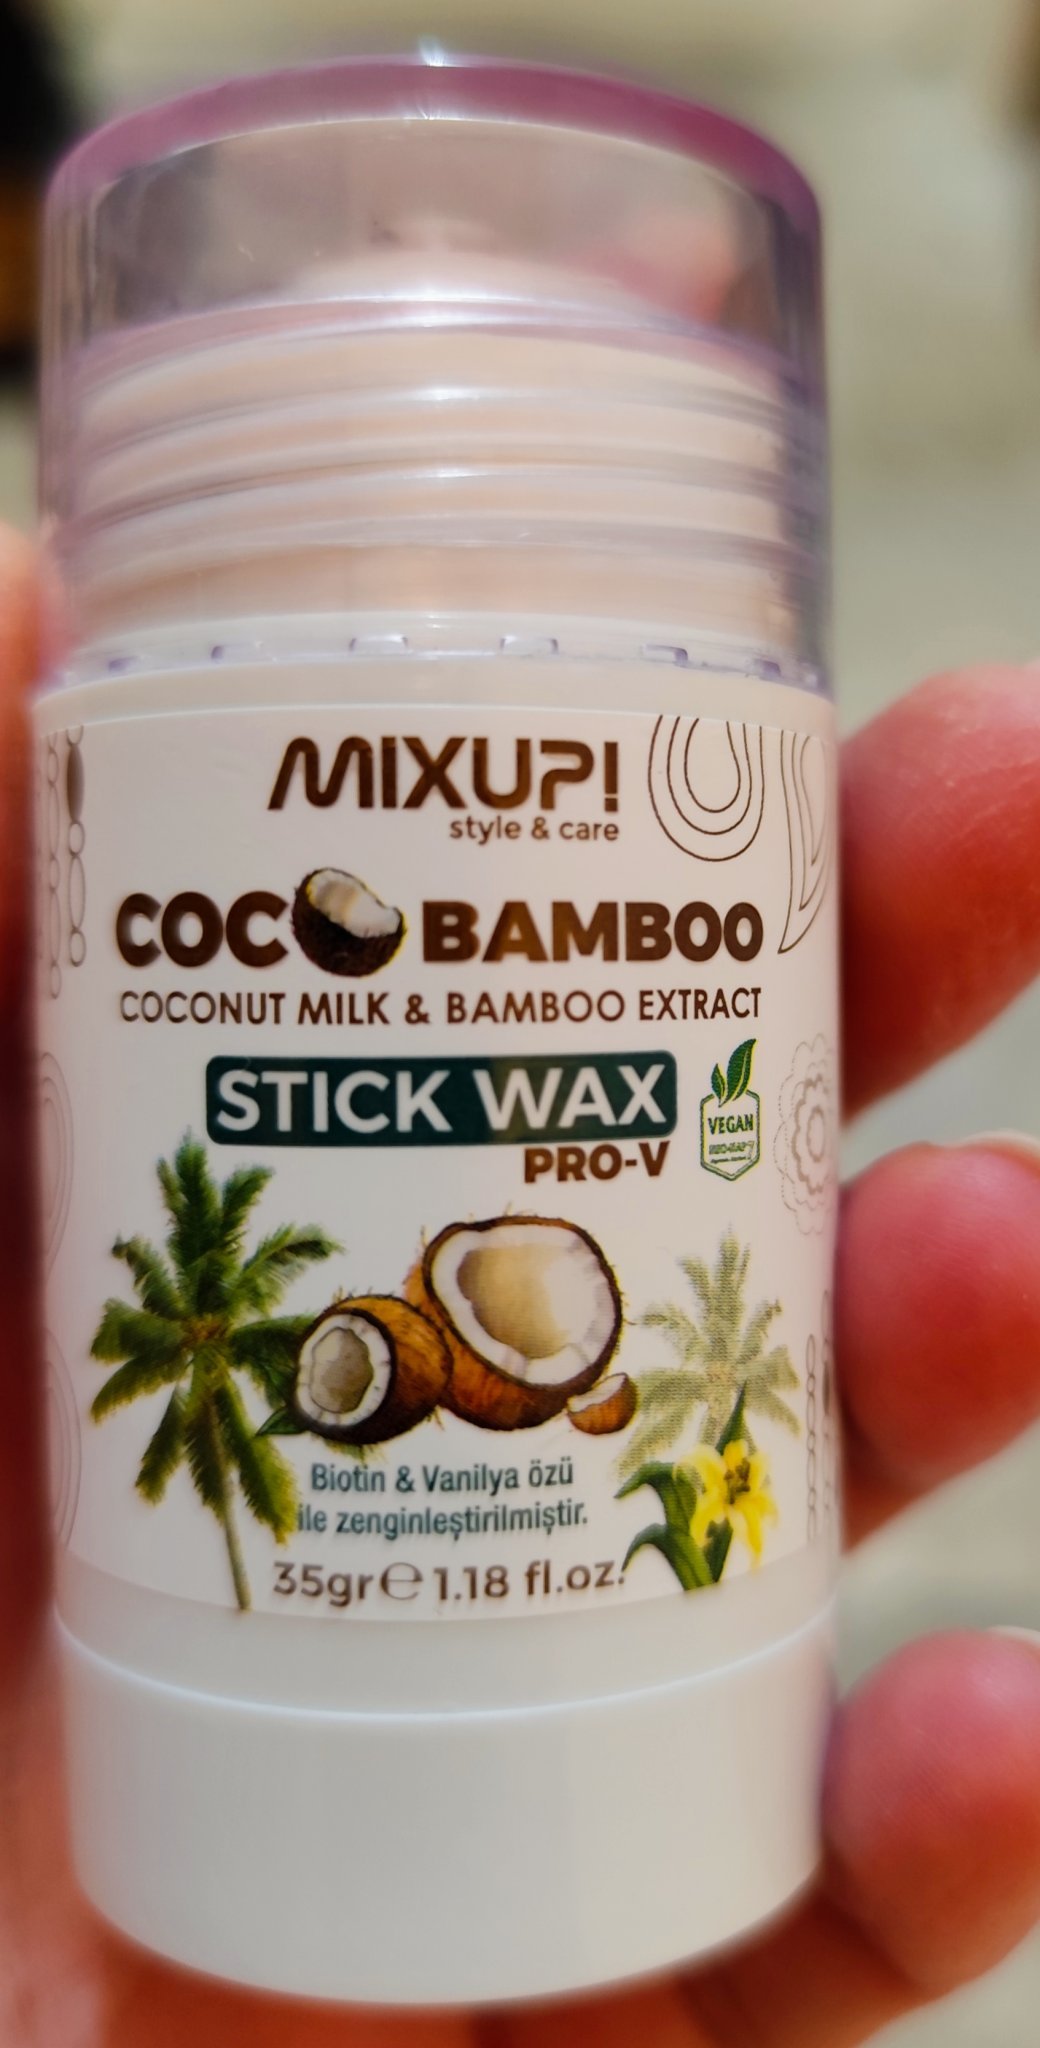 MIXUP!
style & care
COCO BAMBOO
COCONUT MILK & BAMBOO EXTRACT
STICK WAX
PRO-V
VEGAN
Biotin & Vanilya özü
ile zenginleştirilmiştir.
35gr e 1.18 fl.oz.